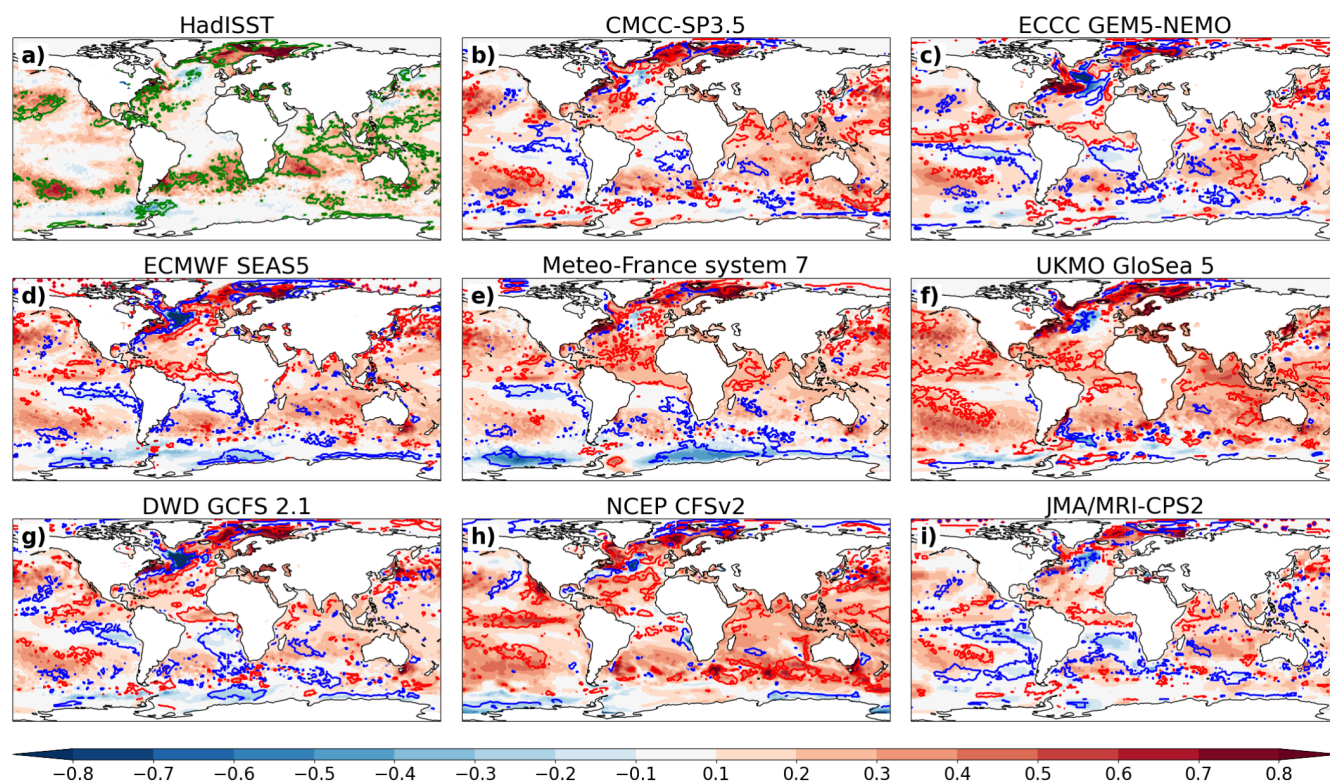 HadISST
CMCC-SP3.5
ECCC GEM5-NEMO
a)
b)
c)
ECMWF SEAS5
Meteo-France system 7
UKMO GloSea 5
d)
e)
f)
DWD GCFS 2.1
NCEP CFSv2
JMA/MRI-CPS2
g)
h)
i)
−0.8 −0.7 −0.6 −0.5 −0.4 −0.3 −0.2 −0.1 0.1 0.2 0.3 0.4 0.5 0.6 0.7 0.8